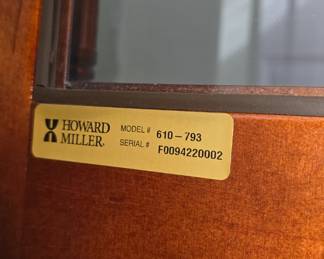 HOWARD MILLER®
MODEL # 610-793
SERIAL # F0094220002